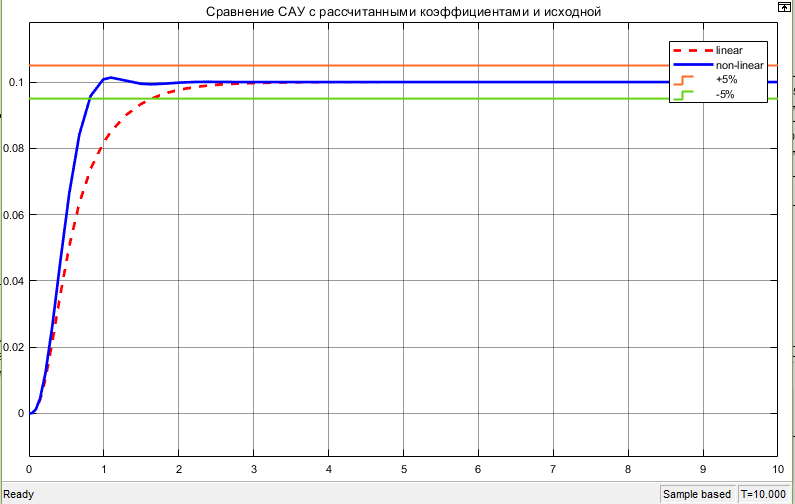 Сравнение САУ с рассчитанными коэффициентами и исходной
linear
non-linear
+5%
-5%
0.1
0.08
0.06
0.04
0.02
0
0 1 2 3 4 5 6 7 8 9 10
Ready Sample based T=10.000